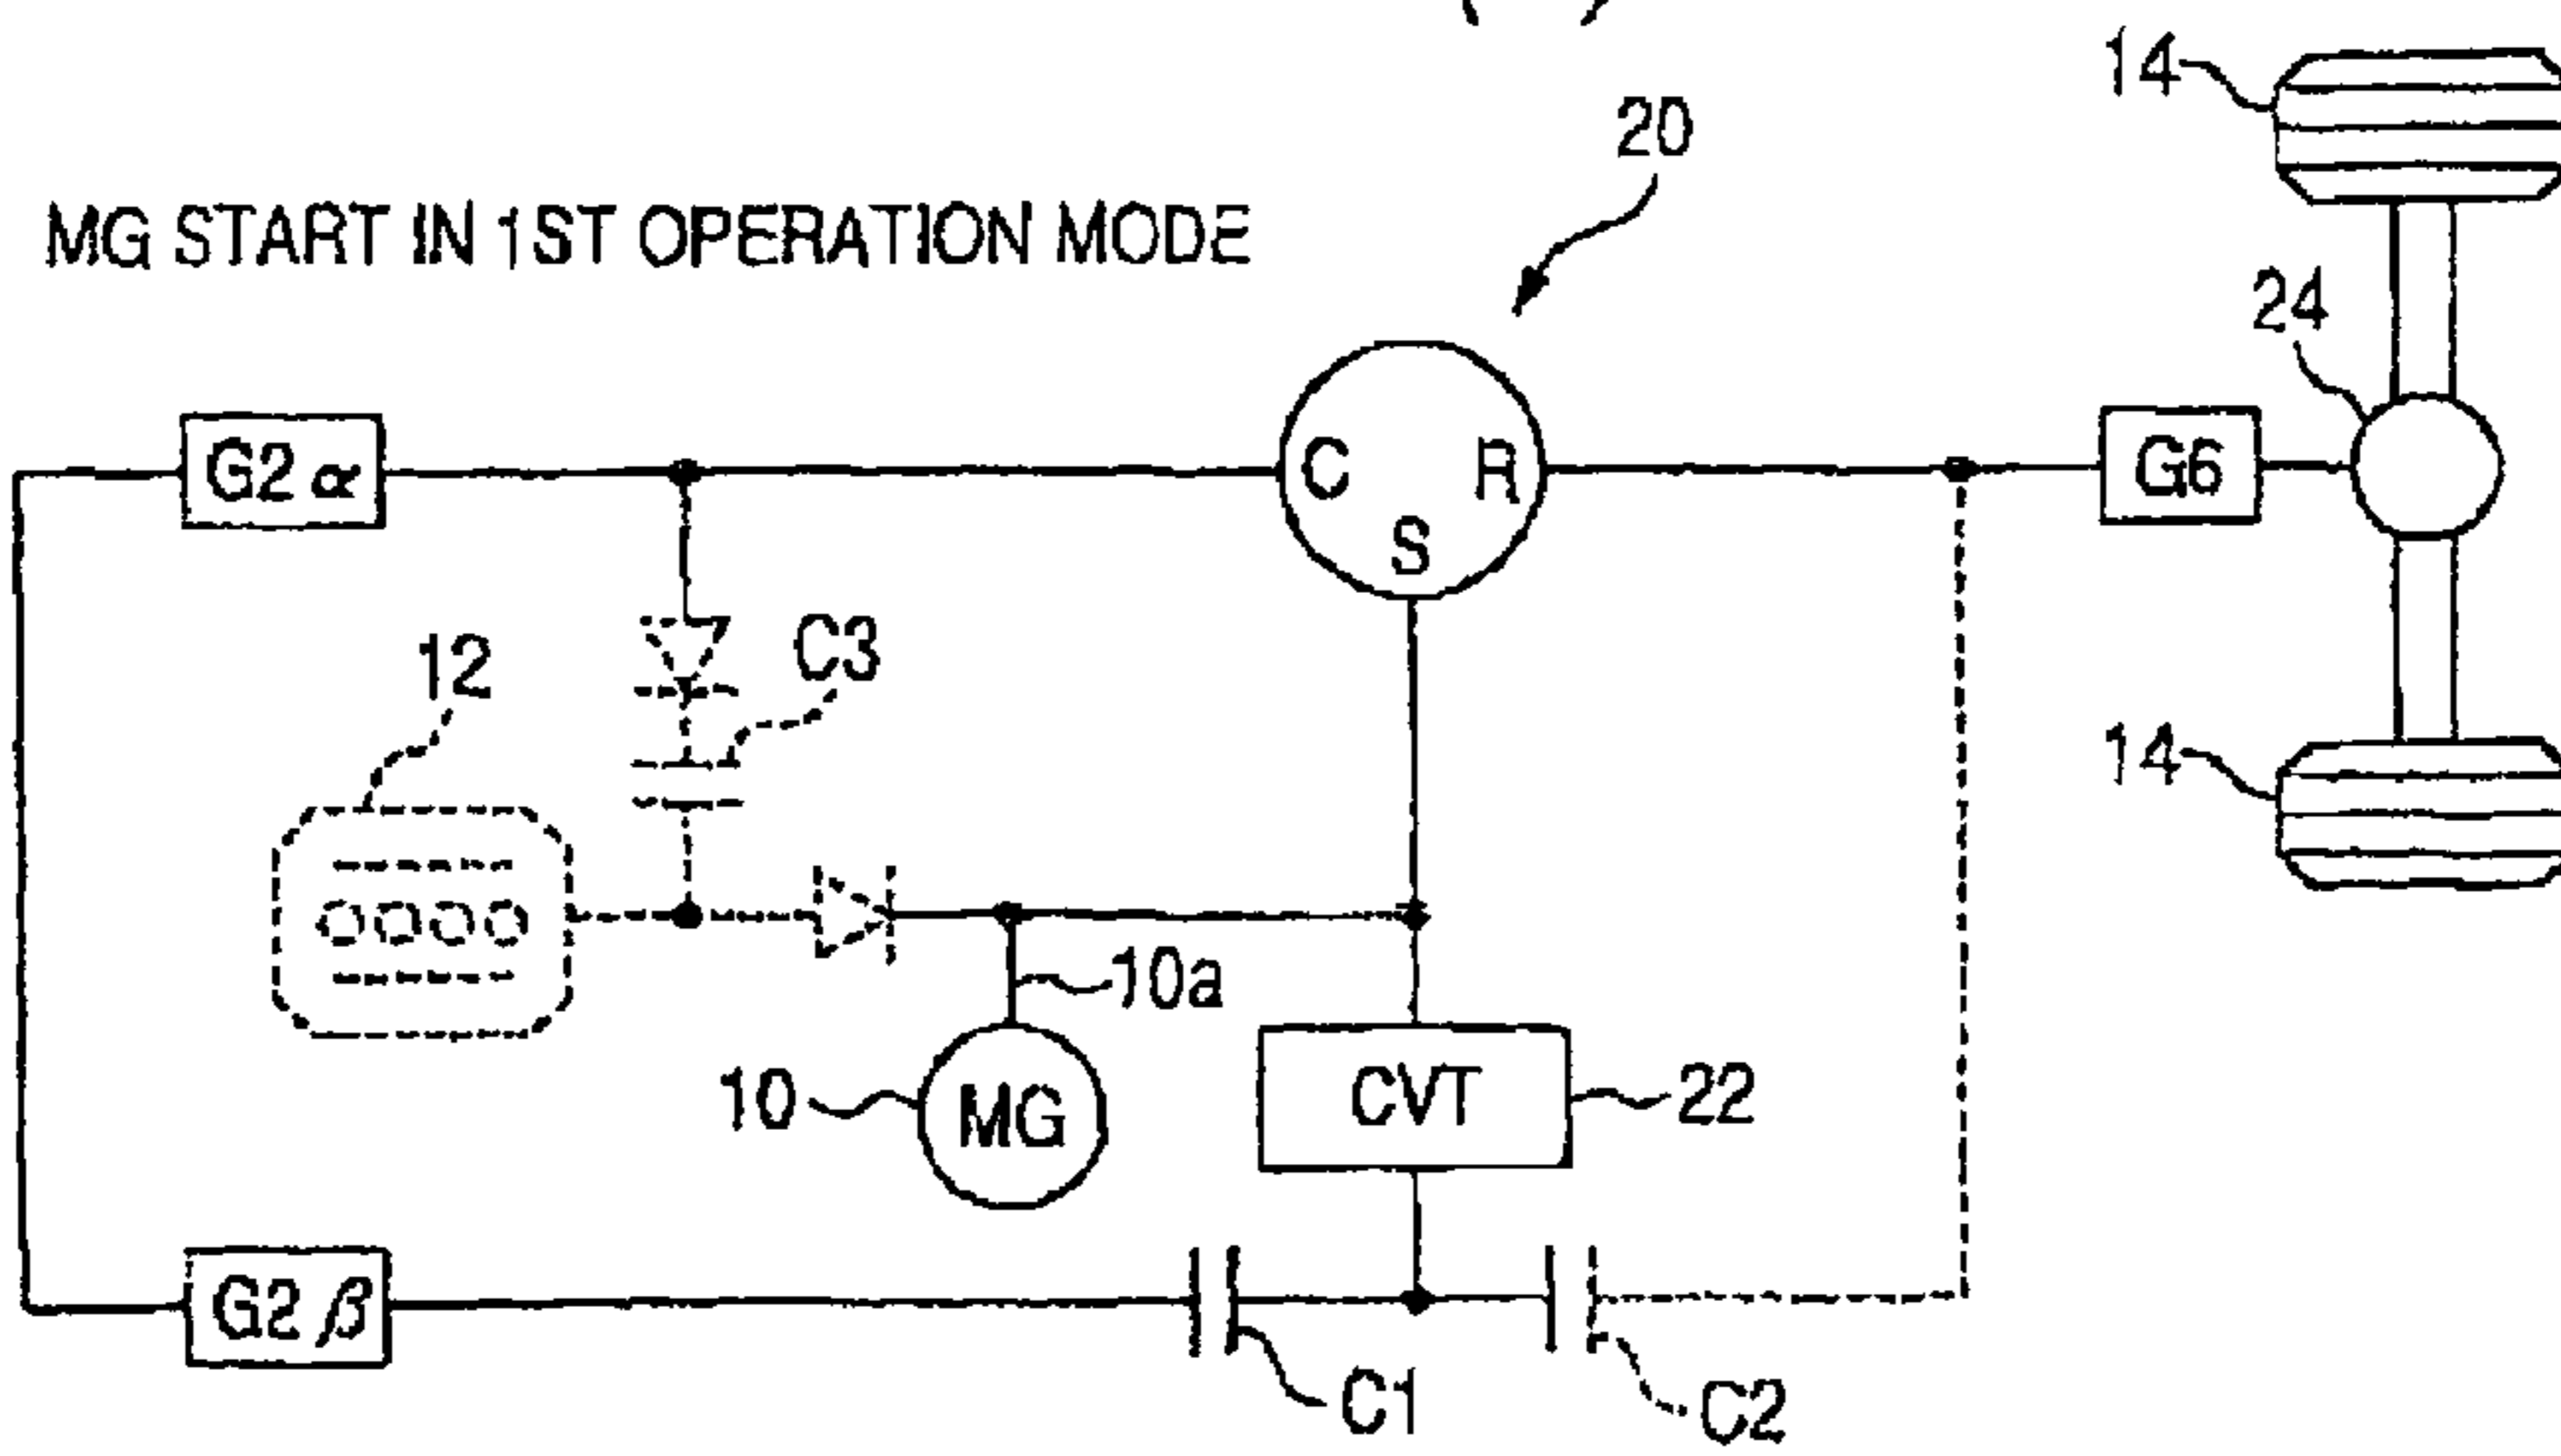 14
20
MG START IN 1ST OPERATION MODE
24
G2 α
C
R
S
G6
12
C3
14
10a
10
MG
CVT
22
G2 β
C1
C2